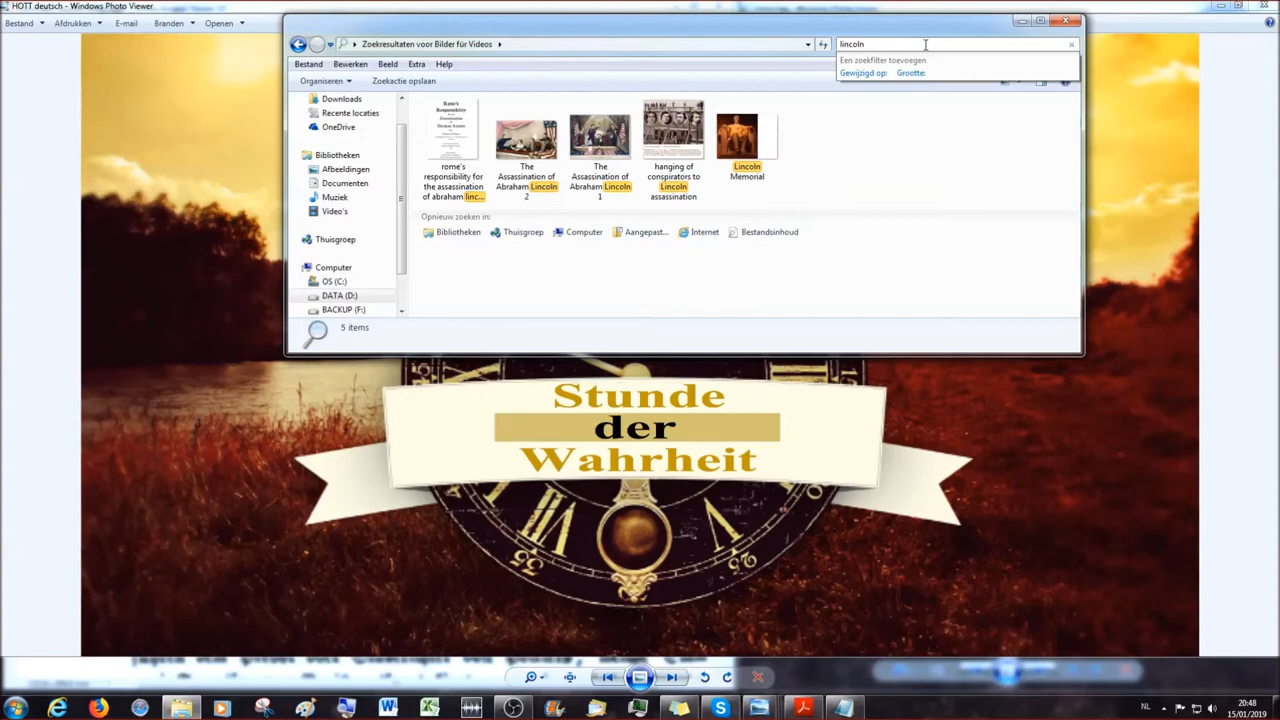 HOTT deutsch - Windows Photo Viewer
Bestand Afdrukken E-mail Branden Openen
Zoekresultaten voor Bilder für Videos
lincoln
Een zoekfilter toevoegen
Gewijzigd op: Grootte:
Bestand Bewerken Beeld Extra Help
Organiseren Zoekactie opslaan
Downloads
Recente locaties
OneDrive
Bibliotheken
Afbeeldingen
Documenten
Muziek
Video's
Thuisgroep
Computer
OS (C:)
DATA (D:)
BACKUP (F:)
rome's
responsibility for
the assassination
of abraham linc...
The
Assassination of
Abraham Lincoln
2
The
Assassination of
Abraham Lincoln
1
hanging of
conspirators to
Lincoln
assassination
Lincoln
Memorial
Opnieuw zoeken in:
Bibliotheken Thuisgroep Computer Aangepast... Internet Bestandsinhoud
5 items
Stunde
der
Wahrheit
35
25
NL
20:48
15/01/2019